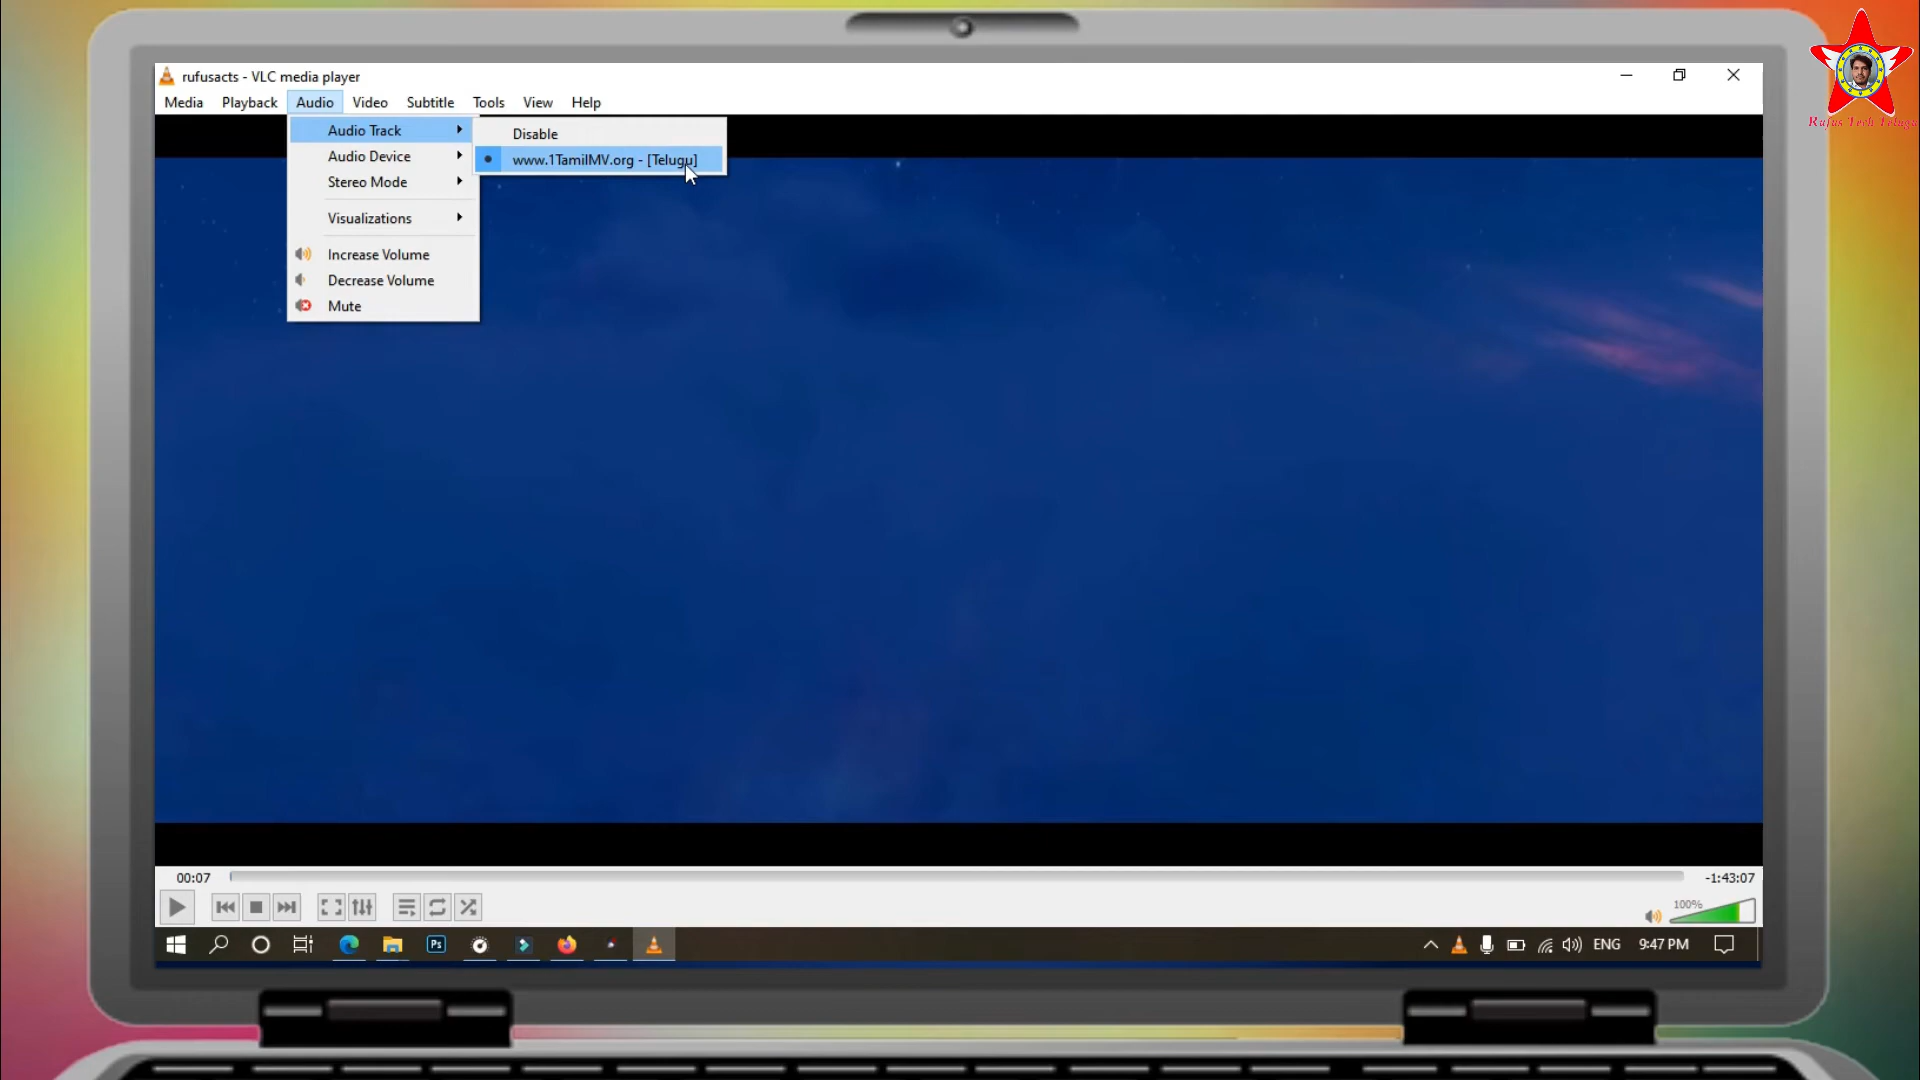 rufusacts - VLC media player
Media Playback Audio Video Subtitle Tools View Help
Audio Track
Audio Device
Stereo Mode
Visualizations
Increase Volume
Decrease Volume
Mute
Disable
www.1TamilMV.org - [Telugu]
Rufus Tech Telugu
00:07
-1:43:07
100%
Ps
ENG
9:47 PM